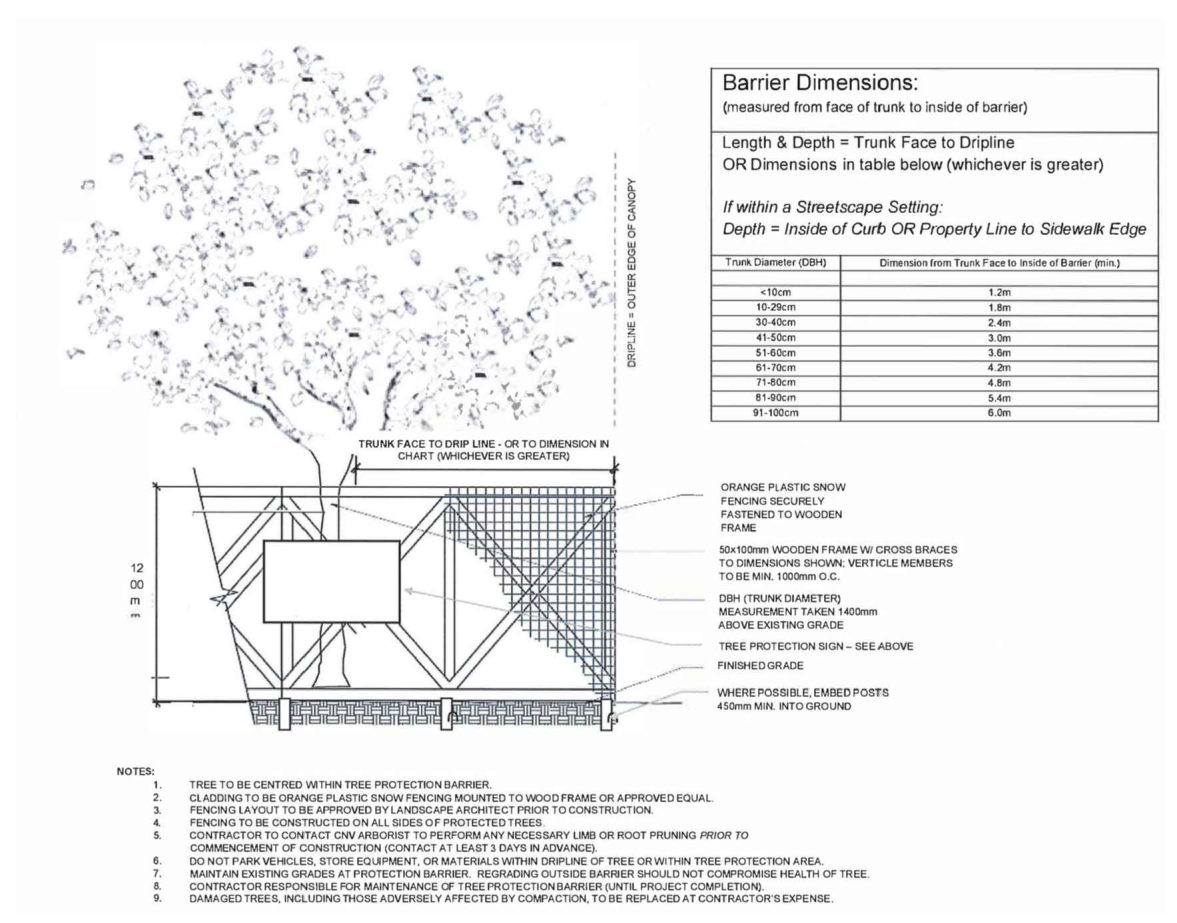 Barrier Dimensions:
(measured from face of trunk to inside of barrier)
Length & Depth = Trunk Face to Dripline
OR Dimensions in table below (whichever is greater)
If within a Streetscape Setting:
Depth = Inside of Curb OR Property Line to Sidewalk Edge
Trunk Diameter (DBH) Dimension from Trunk Face to Inside of Barrier (min.)
<10cm 1.2m
10-29cm 1.8m
30-40cm 2.4m
41-50cm 3.0m
51-60cm 3.6m
61-70cm 4.2m
71-80cm 4.8m
81-90cm 5.4m
91-100cm 6.0m
DRIPLINE = OUTER EDGE OF CANOPY
TRUNK FACE TO DRIP LINE - OR TO DIMENSION IN
CHART (WHICHEVER IS GREATER)
12
00
m
m
ORANGE PLASTIC SNOW
FENCING SECURELY
FASTENED TO WOODEN
FRAME
50x100mm WOODEN FRAME W/ CROSS BRACES
TO DIMENSIONS SHOWN; VERTICLE MEMBERS
TO BE MIN. 1000mm O.C.
DBH (TRUNK DIAMETER)
MEASUREMENT TAKEN 1400mm
ABOVE EXISTING GRADE
TREE PROTECTION SIGN – SEE ABOVE
FINISHED GRADE
WHERE POSSIBLE, EMBED POSTS
450mm MIN. INTO GROUND
NOTES:
1. TREE TO BE CENTRED WITHIN TREE PROTECTION BARRIER.
2. CLADDING TO BE ORANGE PLASTIC SNOW FENCING MOUNTED TO WOOD FRAME OR APPROVED EQUAL.
3. FENCING LAYOUT TO BE APPROVED BY LANDSCAPE ARCHITECT PRIOR TO CONSTRUCTION.
4. FENCING TO BE CONSTRUCTED ON ALL SIDES OF PROTECTED TREES.
5. CONTRACTOR TO CONTACT CNV ARBORIST TO PERFORM ANY NECESSARY LIMB OR ROOT PRUNING PRIOR TO
COMMENCEMENT OF CONSTRUCTION (CONTACT AT LEAST 3 DAYS IN ADVANCE).
6. DO NOT PARK VEHICLES, STORE EQUIPMENT, OR MATERIALS WITHIN DRIPLINE OF TREE OR WITHIN TREE PROTECTION AREA.
7. MAINTAIN EXISTING GRADES AT PROTECTION BARRIER. REGRADING OUTSIDE BARRIER SHOULD NOT COMPROMISE HEALTH OF TREE.
8. CONTRACTOR RESPONSIBLE FOR MAINTENANCE OF TREE PROTECTION BARRIER (UNTIL PROJECT COMPLETION).
9. DAMAGED TREES, INCLUDING THOSE ADVERSELY AFFECTED BY COMPACTION, TO BE REPLACED AT CONTRACTOR'S EXPENSE.